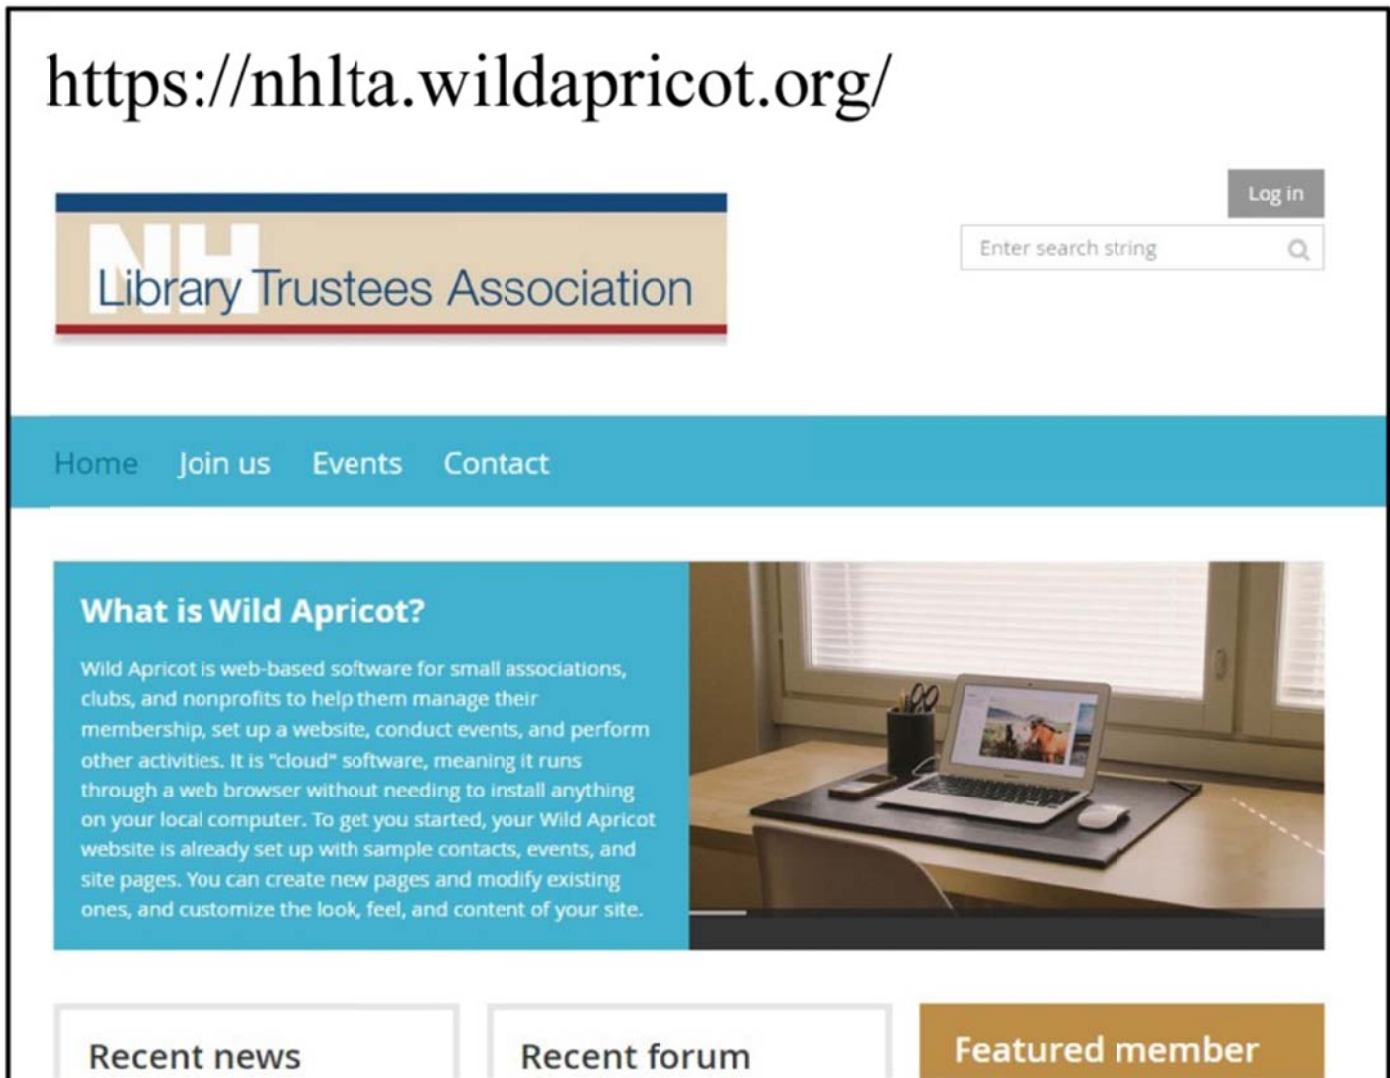 https://nhlta.wildapricot.org/
Log in
Enter search string
NH
Library Trustees Association
Home Join us Events Contact
What is Wild Apricot?
Wild Apricot is web-based software for small associations,
clubs, and nonprofits to help them manage their
membership, set up a website, conduct events, and perform
other activities. It is "cloud" software, meaning it runs
through a web browser without needing to install anything
on your local computer. To get you started, your Wild Apricot
website is already set up with sample contacts, events, and
site pages. You can create new pages and modify existing
ones, and customize the look, feel, and content of your site.
Recent news
Recent forum
Featured member